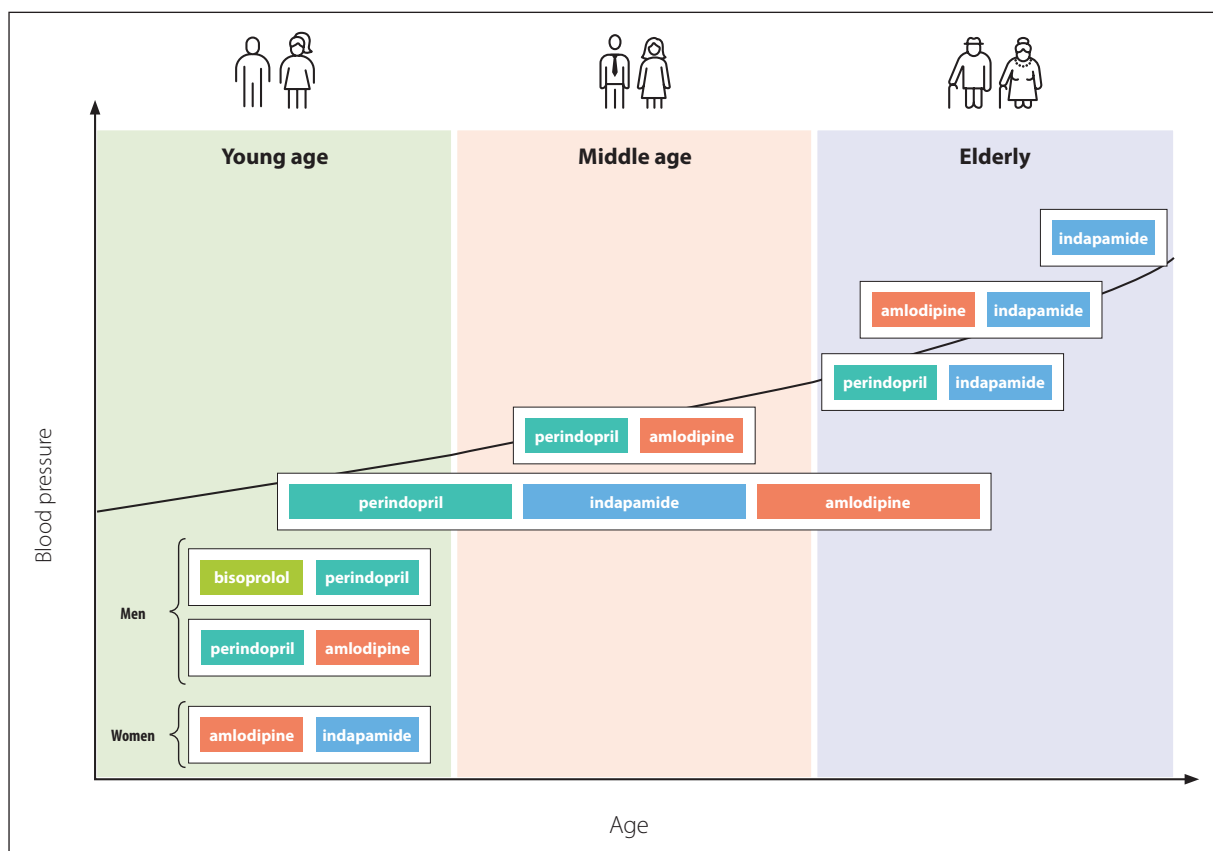 Young age
Middle age
Elderly
indapamide
amlodipine indapamide
perindopril indapamide
perindopril amlodipine
perindopril indapamide amlodipine
Blood pressure
Men
bisoprolol perindopril
perindopril amlodipine
Women
amlodipine indapamide
Age